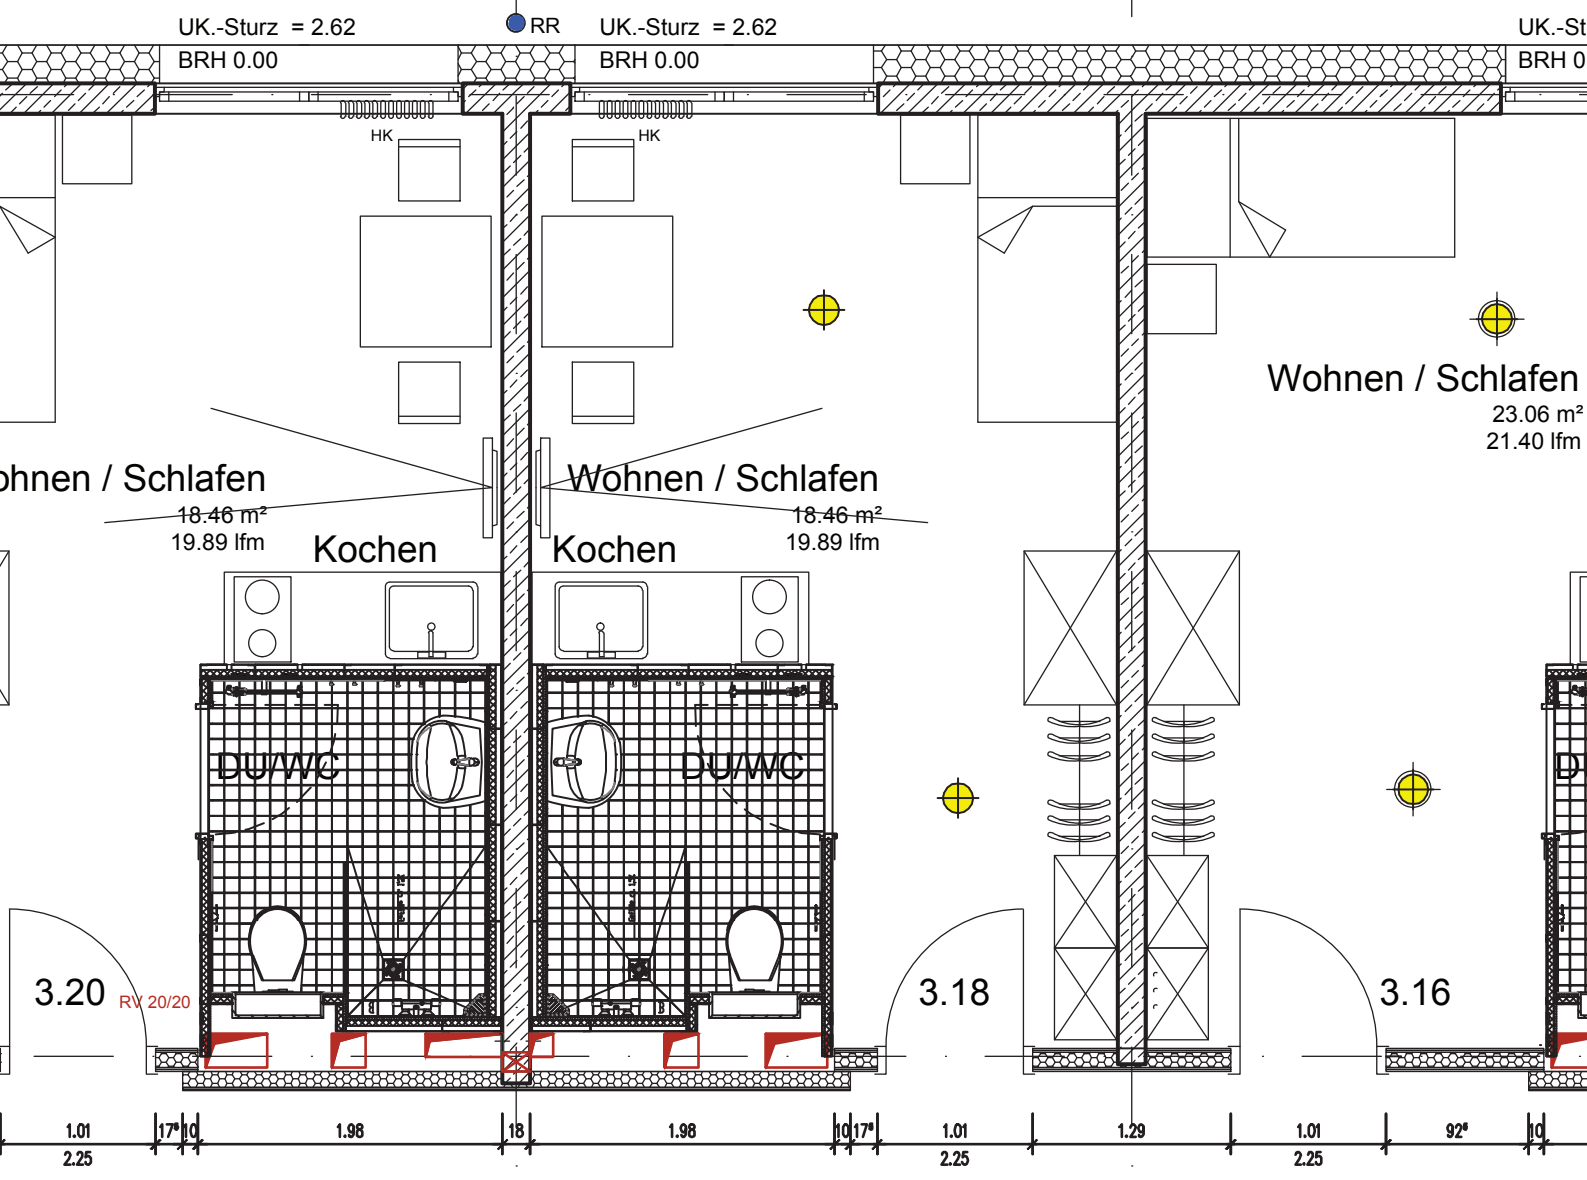 UK.-Sturz = 2.62
RR
UK.-Sturz = 2.62
UK.-St
BRH 0.00
BRH 0.00
BRH 0
HK
HK
Wohnen / Schlafen
23.06 m²
21.40 lfm
ohnen / Schlafen
18.46 m²
19.89 lfm
Wohnen / Schlafen
18.46 m²
19.89 lfm
Kochen
Kochen
DU/WC
DU/WC
D
3.20
RV 20/20
3.18
3.16
1.01
17⁵
10
1.98
18
1.98
10
17⁵
1.01
1.29
1.01
92⁵
10
2.25
2.25
2.25